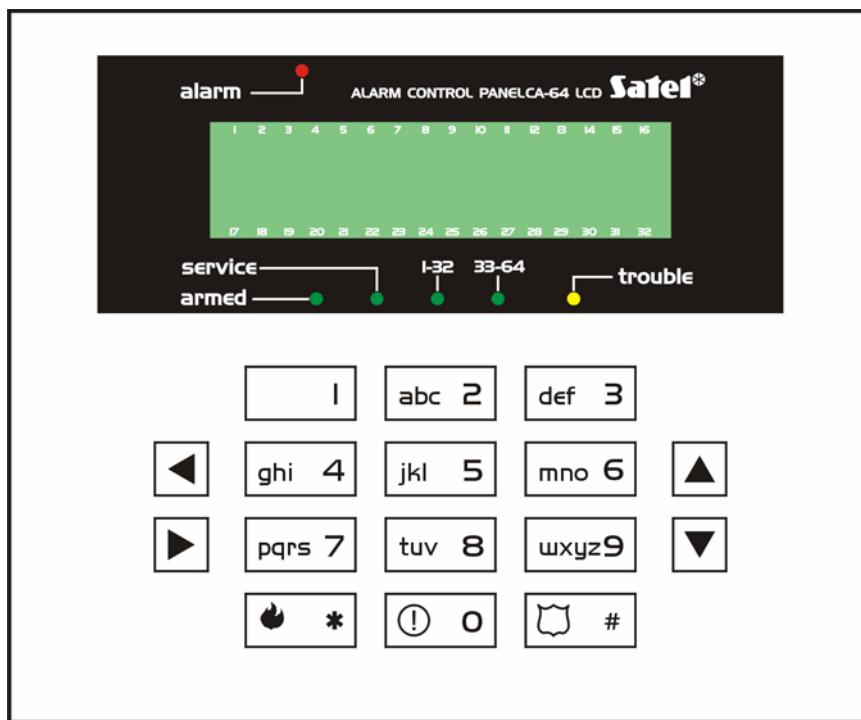 alarm ALARM CONTROL PANELCA-64 LCD Satel
1 2 3 4 5 6 7 8 9 10 11 12 13 14 15 16
17 18 19 20 21 22 23 24 25 26 27 28 29 30 31 32
service 1-32 33-64 trouble
armed
1 abc 2 def 3
ghi 4 jkl 5 mno 6
pqrs 7 tuv 8 wxyz9
* ! 0 #